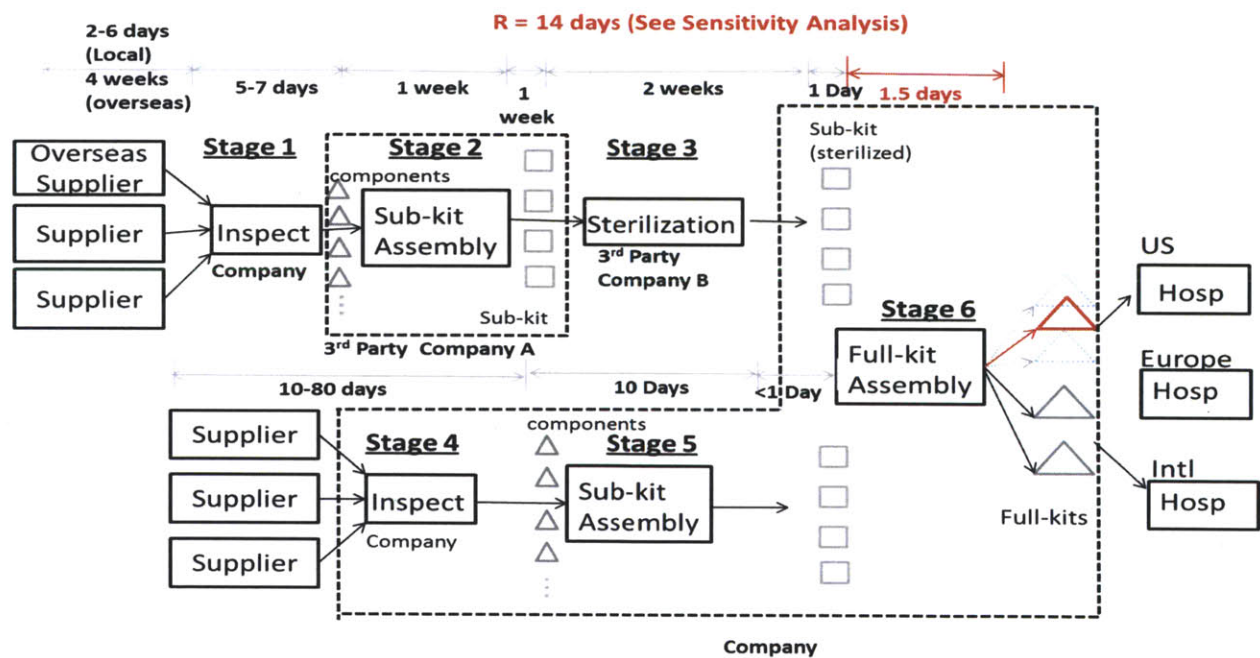 R = 14 days (See Sensitivity Analysis)
2-6 days
(Local)
4 weeks
(overseas)
5-7 days
1 week
1
week
2 weeks
1 Day
1.5 days
Overseas
Supplier
Supplier
Supplier
Stage 1
Inspect
Company
Stage 2
components
Sub-kit
Assembly
Sub-kit
3rd Party Company A
Stage 3
Sterilization
3rd Party
Company B
Sub-kit
(sterilized)
Stage 6
Full-kit
Assembly
US
Hosp
Europe
Hosp
Intl
Hosp
Full-kits
10-80 days
10 Days
<1 Day
Supplier
Supplier
Supplier
Stage 4
Inspect
Company
components
Stage 5
Sub-kit
Assembly
Company